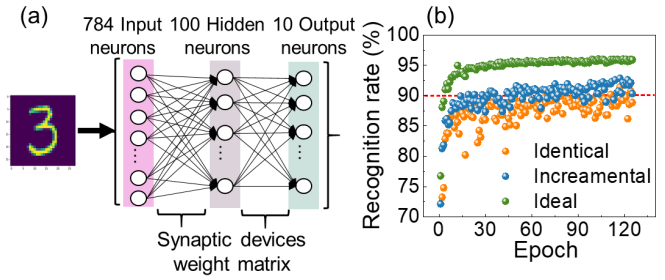 (a)
784 Input
neurons
100 Hidden
neurons
10 Output
neurons
Synaptic devices
weight matrix
(b)
Recognition rate (%)
100
95
90
85
80
75
70
0 30 60 90 120
Epoch
Identical
Increamental
Ideal